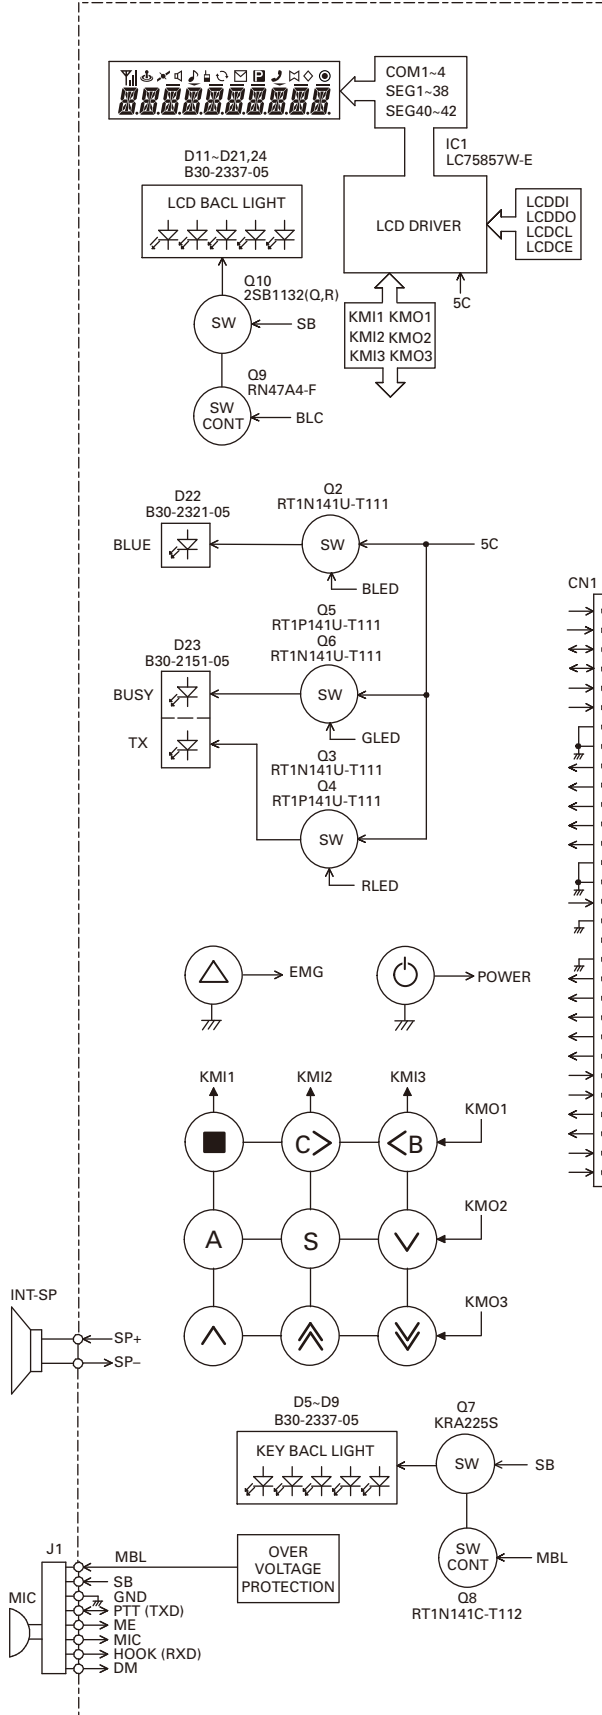 COM1~4
SEG1~38
SEG40~42
IC1
LC75857W-E
D11~D21,24
B30-2337-05
LCD BACL LIGHT
LCD DRIVER
LCDDI
LCDDO
LCDCL
LCDCE
5C
Q10
2SB1132(Q,R)
SW
SB
KMI1 KMO1
KMI2 KMO2
KMI3 KMO3
Q9
RN47A4-F
SW
CONT
BLC
Q2
RT1N141U-T111
D22
B30-2321-05
BLUE
SW
5C
BLED
CN1
Q5
RT1P141U-T111
Q6
RT1N141U-T111
D23
B30-2151-05
BUSY
SW
GLED
TX
Q3
RT1N141U-T111
Q4
RT1P141U-T111
SW
RLED
EMG
POWER
KMI1
KMI2
KMI3
KMO1
C>
<B
KMO2
A
S
KMO3
INT-SP
SP+
SP–
D5~D9
B30-2337-05
Q7
KRA225S
KEY BACL LIGHT
SW
SB
J1
MBL
OVER
VOLTAGE
PROTECTION
SW
CONT
MBL
Q8
RT1N141C-T112
MIC
SB
GND
PTT (TXD)
ME
MIC
HOOK (RXD)
DM